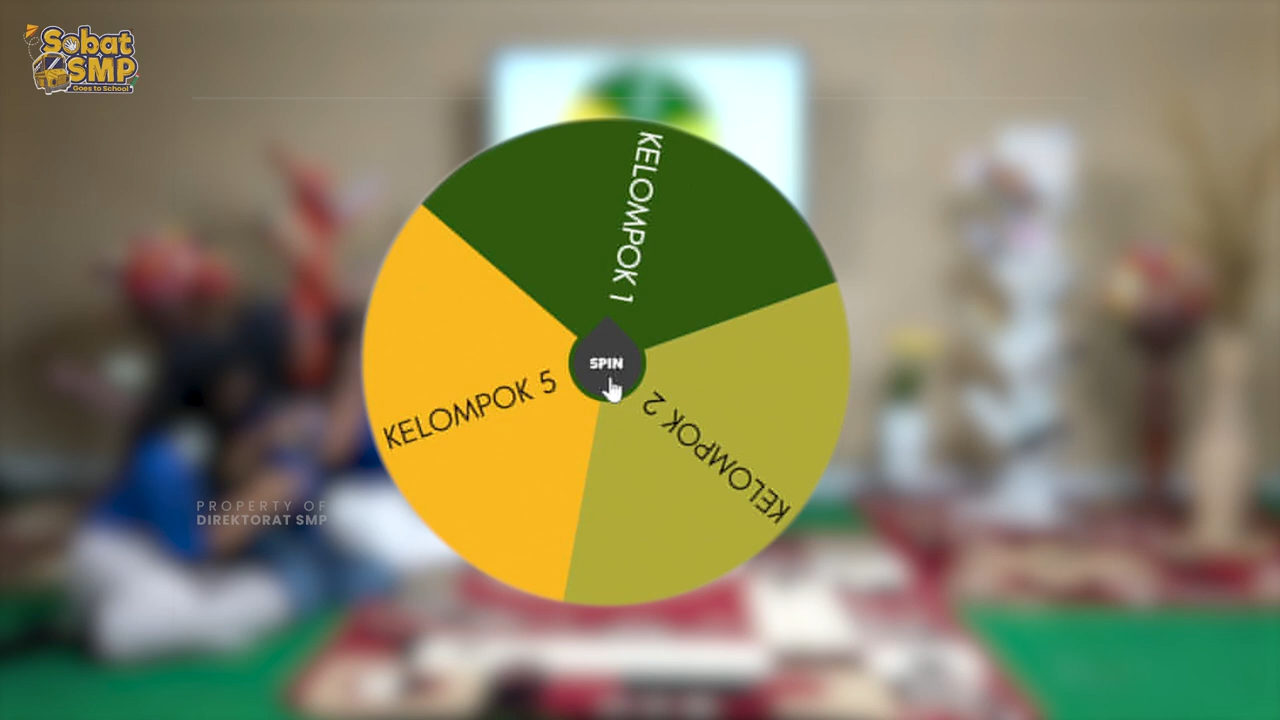 Sobat
SMP
Goes to School
KELOMPOK 1
SPIN
KELOMPOK 5
KELOMPOK 2
PROPERTY OF
DIREKTORAT SMP